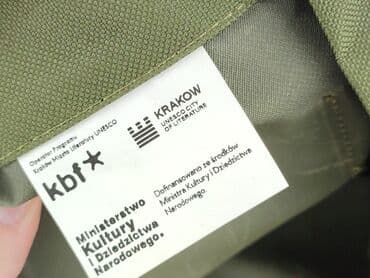 Operator Programu
Kraków Miasto Literatury UNESCO
kbf
KRAKOW
UNESCO CITY
OF LITERATURE
Ministerstwo
Kultury
i Dziedzictwa
Narodowego.
Dofinansowano ze środków
Ministra Kultury i Dziedzictwa
Narodowego.